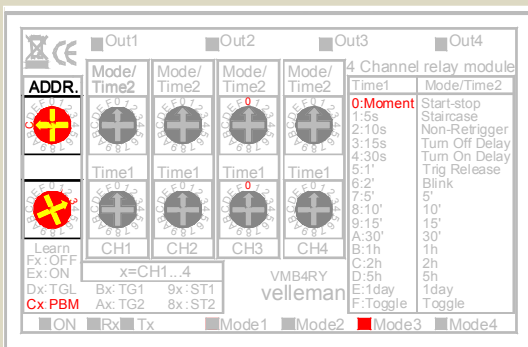 Out1 Out2 Out3 Out4
4 Channel relay module
ADDR. Mode/Time2 Mode/Time2 Mode/Time2 Mode/Time2
Time1 Time1 Time1 Time1
CH1 CH2 CH3 CH4
Time1 Mode/Time2
0:Moment Start-stop
1:5s Staircase
2:10s Non-Retrigger
3:15s Turn Off Delay
4:30s Turn On Delay
5:1' Trig Release
6:2' Blink
7:5' 5'
8:10' 10'
9:15' 15'
A:30' 30'
B:1h 1h
C:2h 2h
D:5h 5h
E:1day 1day
F:Toggle Toggle
Learn
Fx:OFF
Ex:ON
Dx:TGL
Cx:PBM
x=CH1...4
Bx:TG1 9x:ST1
Ax:TG2 8x:ST2
VMB4RY
velleman
ON Rx Tx Mode1 Mode2 Mode3 Mode4